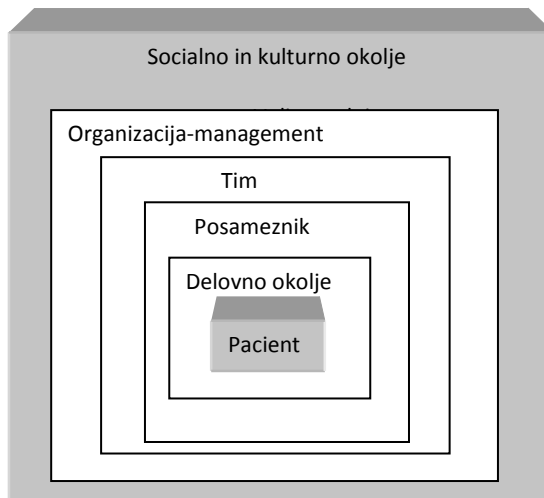 Socialno in kulturno okolje
Organizacija-management
Tim
Posameznik
Delovno okolje
Pacient